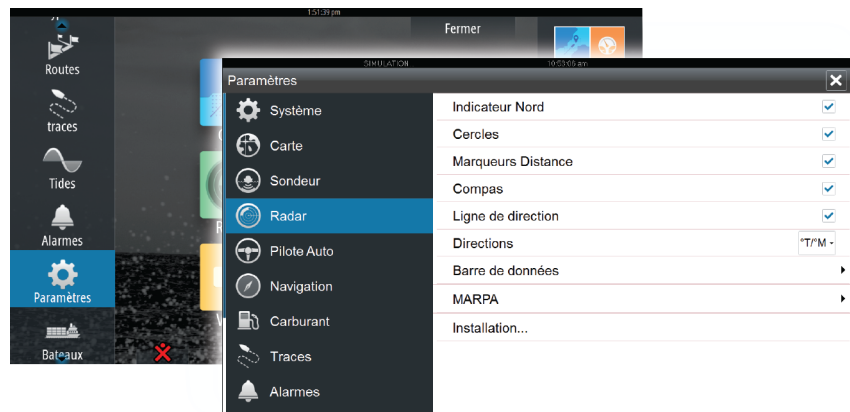 1:51:39 pm
Fermer
Routes
traces
Tides
Alarmes
Paramètres
Bateaux
SIMULATION
10:53:06 am
Paramètres
Système
Carte
Sondeur
Radar
Pilote Auto
Navigation
Carburant
Traces
Alarmes
Indicateur Nord
Cercles
Marqueurs Distance
Compas
Ligne de direction
Directions
°T/°M
Barre de données
MARPA
Installation...